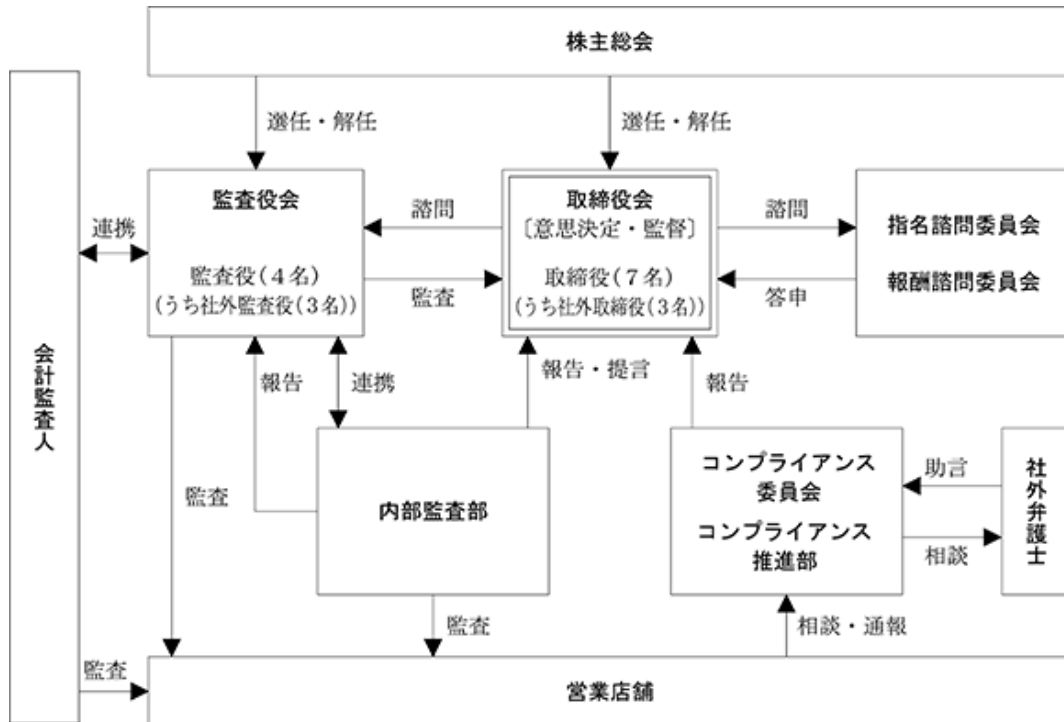 株主総会
選任・解任
選任・解任
監査役会
監査役(4名)
(うち社外監査役(3名))
諮問
監査
取締役会
〔意思決定・監督〕
取締役(7名)
(うち社外取締役(3名))
諮問
答申
指名諮問委員会
報酬諮問委員会
連携
会計監査人
報告
連携
報告・提言
報告
監査
内部監査部
コンプライアンス
委員会
コンプライアンス
推進部
助言
相談
社外弁護士
監査
相談・通報
監査
営業店舗